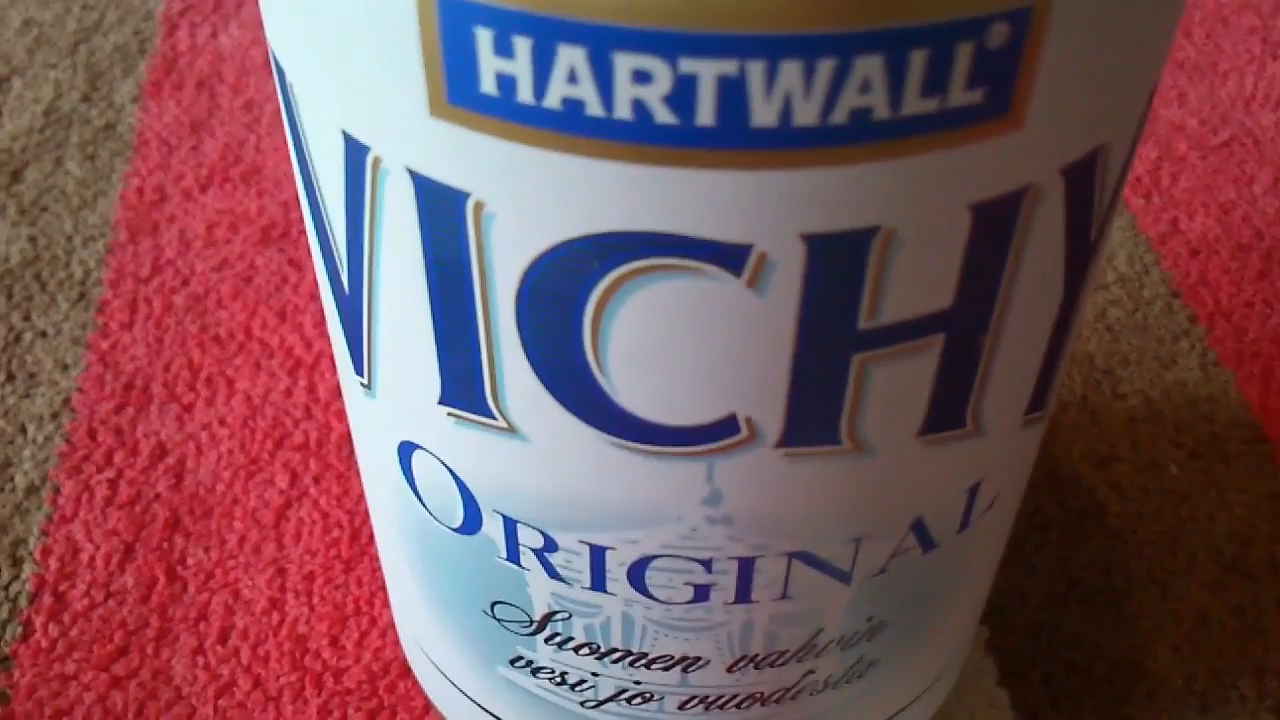 HARTWALL
VICHY
ORIGINAL
Suomen vahvin
vesi jo vuodesta